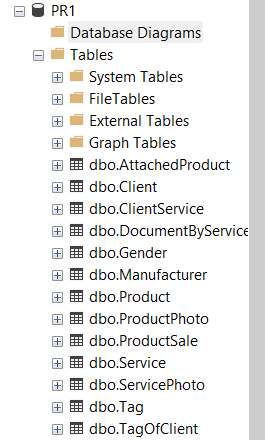 PR1
Database Diagrams
Tables
System Tables
FileTables
External Tables
Graph Tables
dbo.AttachedProduct
dbo.Client
dbo.ClientService
dbo.DocumentByService
dbo.Gender
dbo.Manufacturer
dbo.Product
dbo.ProductPhoto
dbo.ProductSale
dbo.Service
dbo.ServicePhoto
dbo.Tag
dbo.TagOfClient